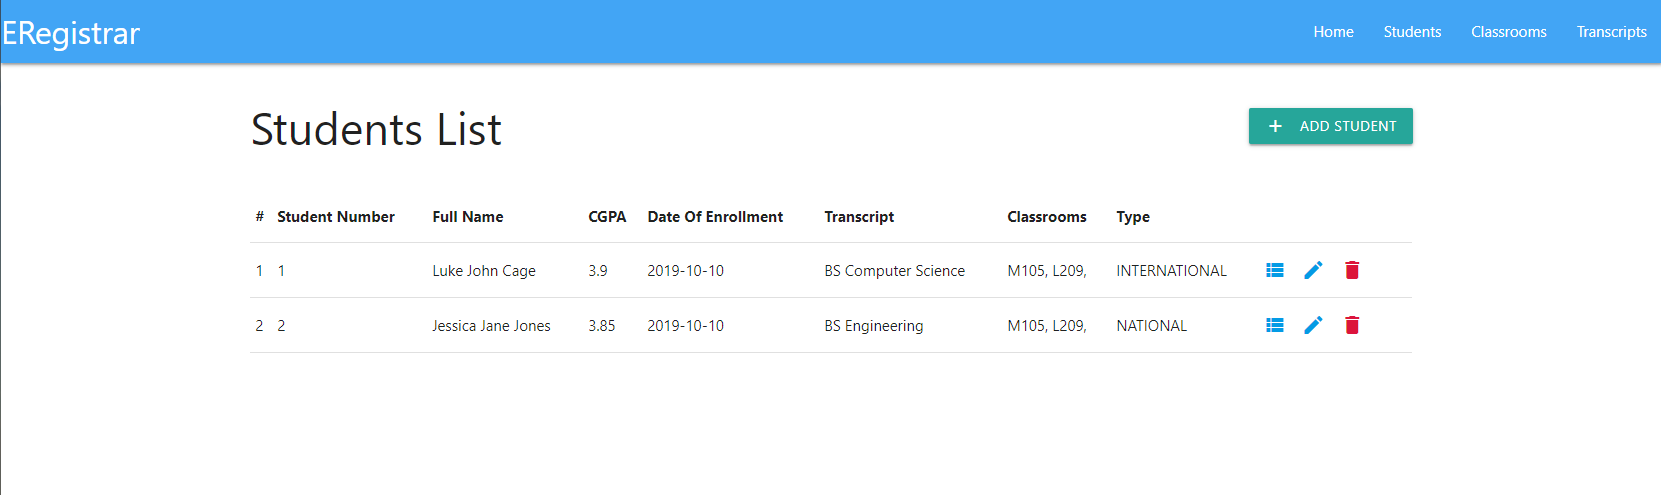 ERegistrar Home Students Classrooms Transcripts
Students List + ADD STUDENT
# Student Number Full Name CGPA Date Of Enrollment Transcript Classrooms Type
1 1 Luke John Cage 3.9 2019-10-10 BS Computer Science M105, L209, INTERNATIONAL
2 2 Jessica Jane Jones 3.85 2019-10-10 BS Engineering M105, L209, NATIONAL